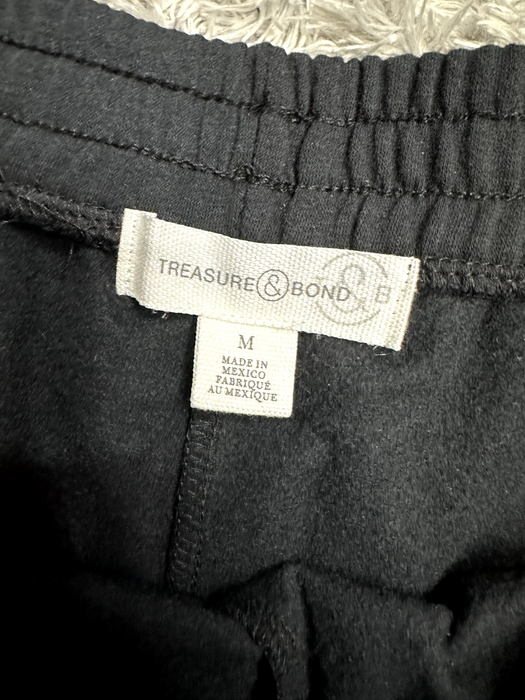 TREASURE & BOND
& B
M
MADE IN
MEXICO
FABRIQUÉ
AU MEXIQUE